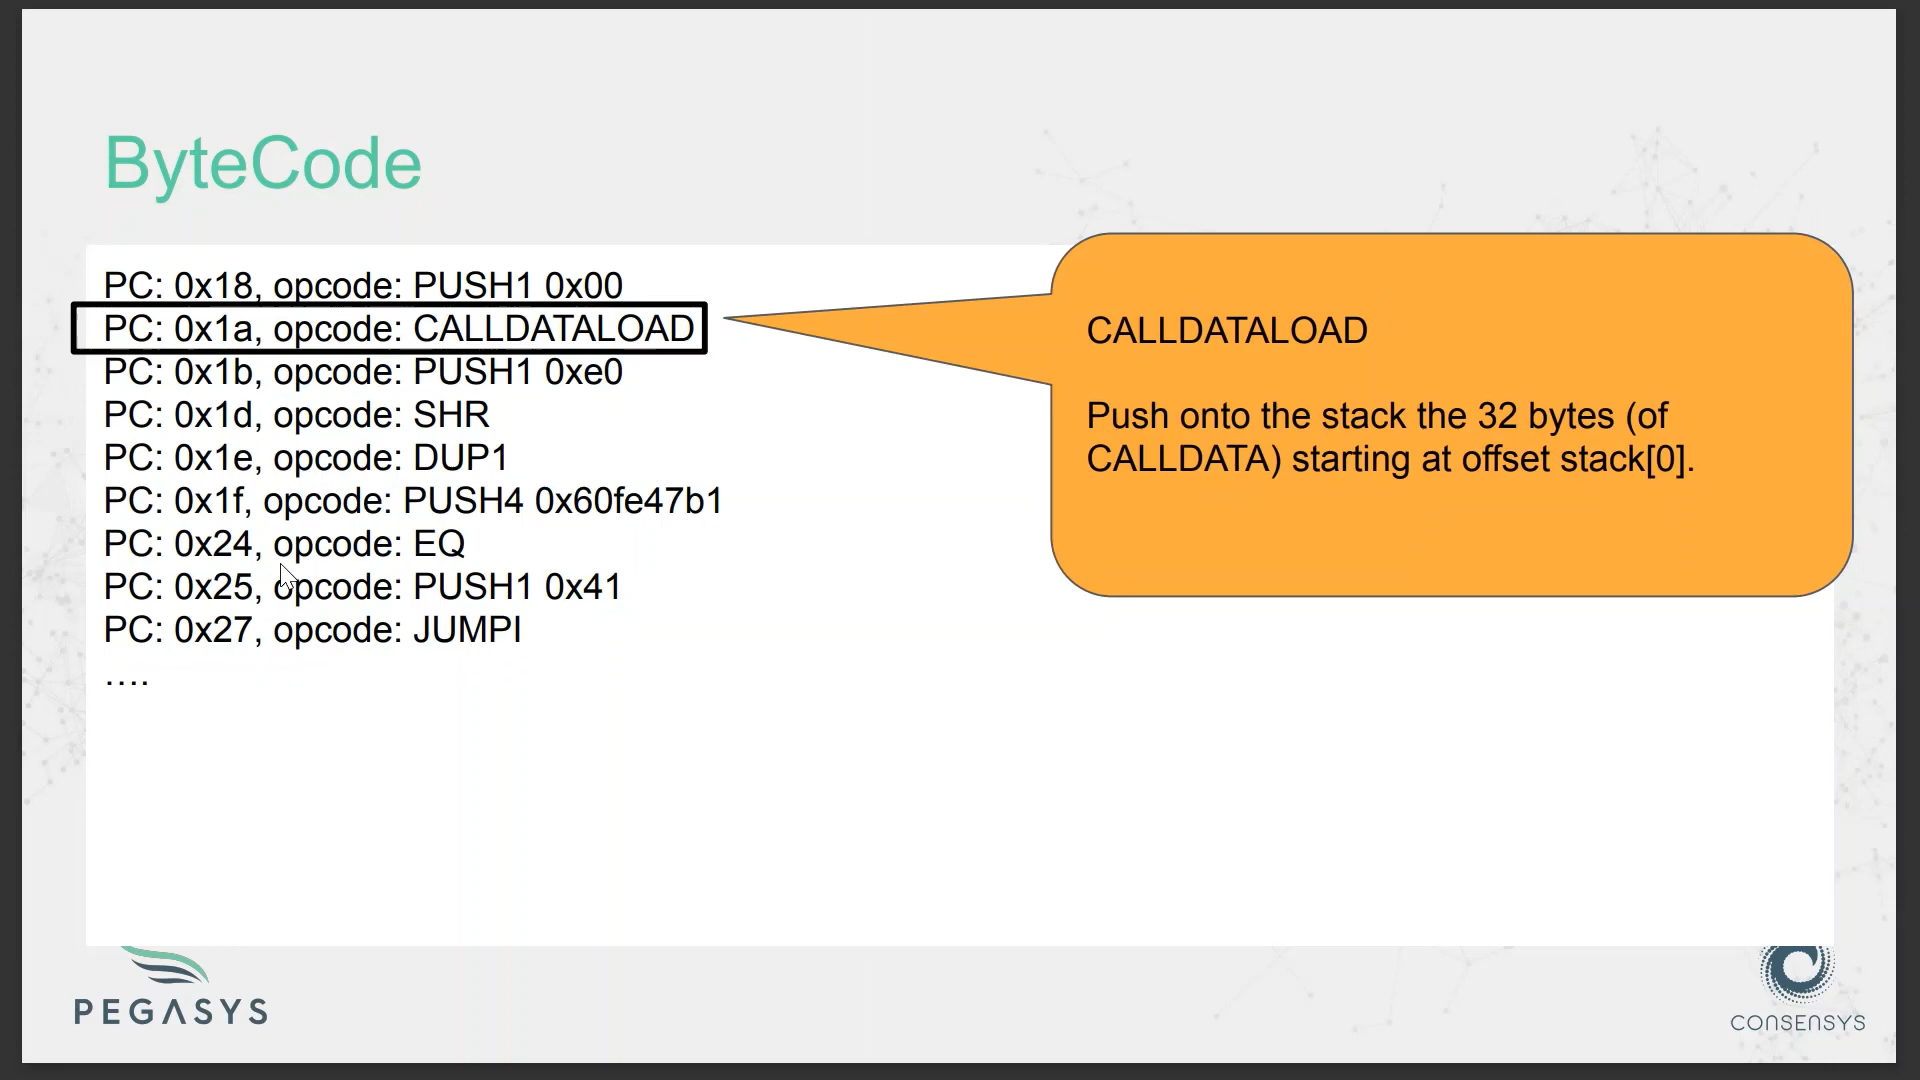 ByteCode
PC: 0x18, opcode: PUSH1 0x00
PC: 0x1a, opcode: CALLDATALOAD
PC: 0x1b, opcode: PUSH1 0xe0
PC: 0x1d, opcode: SHR
PC: 0x1e, opcode: DUP1
PC: 0x1f, opcode: PUSH4 0x60fe47b1
PC: 0x24, opcode: EQ
PC: 0x25, opcode: PUSH1 0x41
PC: 0x27, opcode: JUMPI
….
CALLDATALOAD
Push onto the stack the 32 bytes (of
CALLDATA) starting at offset stack[0].
PEGASYS
CONSENSYS